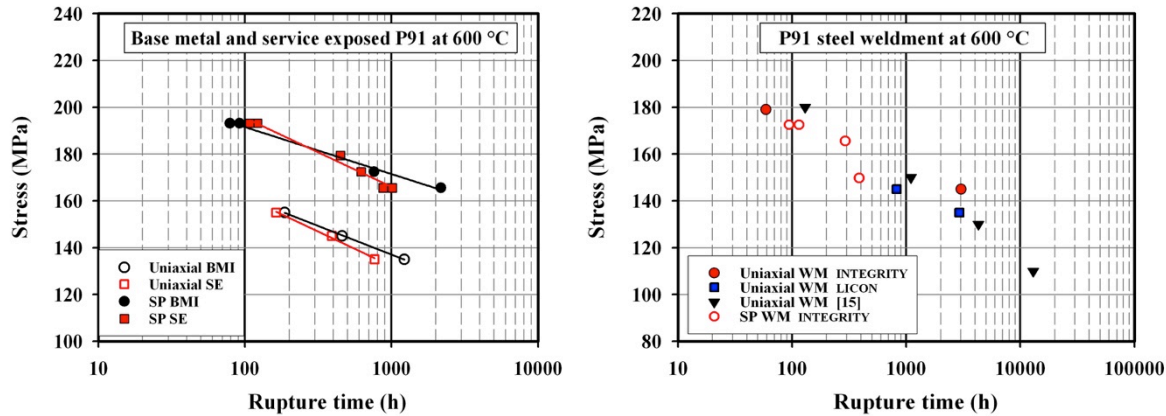 Base metal and service exposed P91 at 600 °C
Stress (MPa)
220
200
180
160
140
120
100
Uniaxial BMI
Uniaxial SE
SP BMI
SP SE
10
100
1000
10000
Rupture time (h)
P91 steel weldment at 600 °C
Stress (MPa)
220
200
180
160
140
120
100
80
Uniaxial WM INTEGRITY
Uniaxial WM LICON
Uniaxial WM [15]
SP WM INTEGRITY
10
100
1000
10000
100000
Rupture time (h)